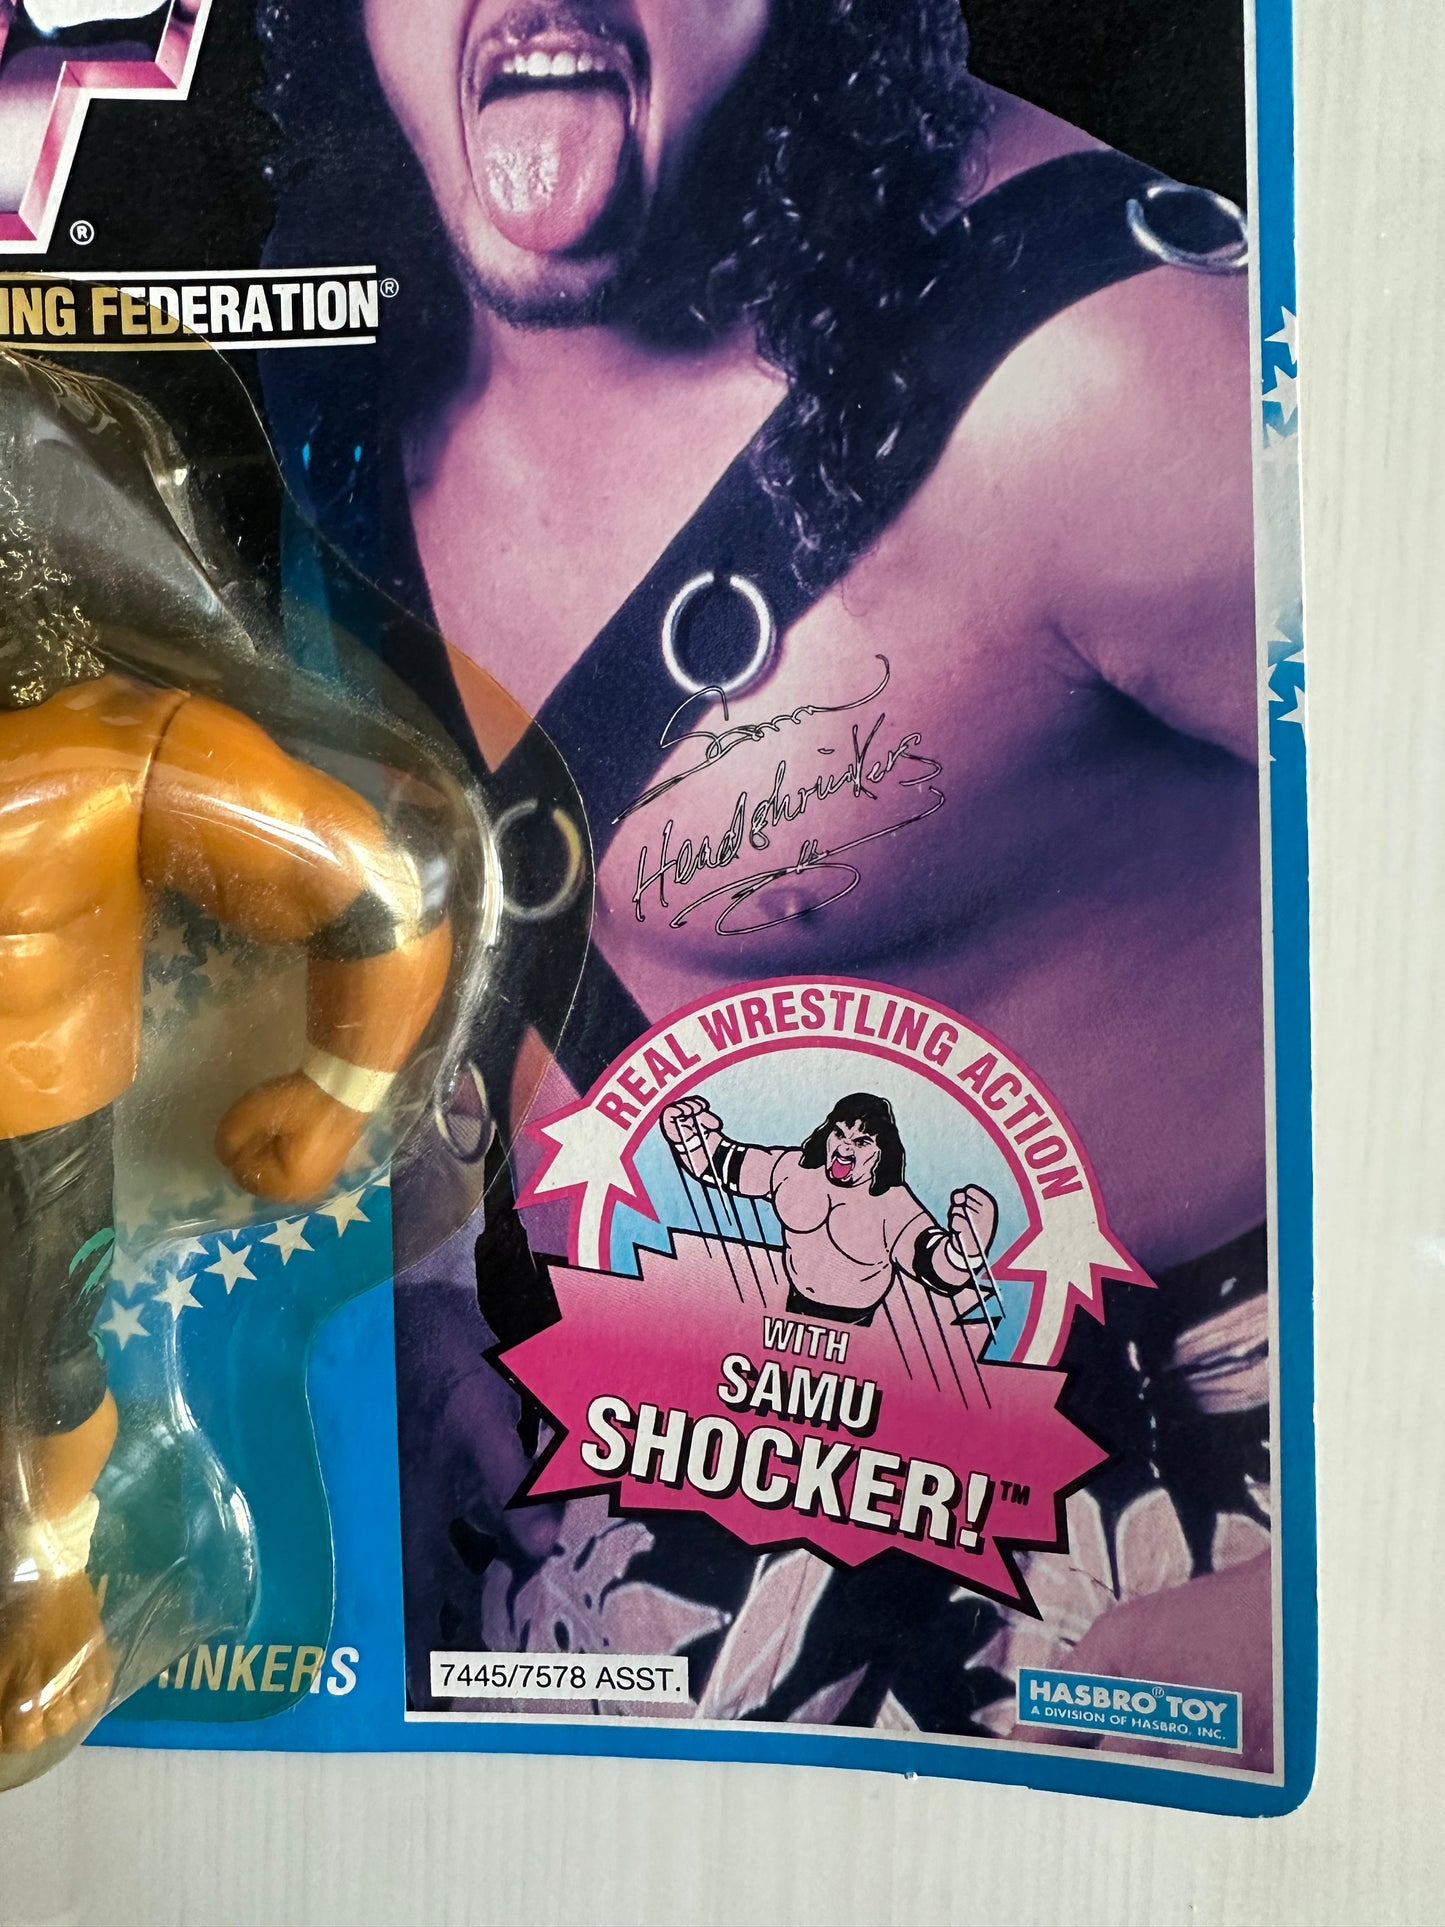 ®
ING FEDERATION®
Samu
Headshrinkers
REAL WRESTLING ACTION
WITH
SAMU
SHOCKER!™
RINKERS
7445/7578 ASST.
HASBRO® TOY
A DIVISION OF HASBRO, INC.